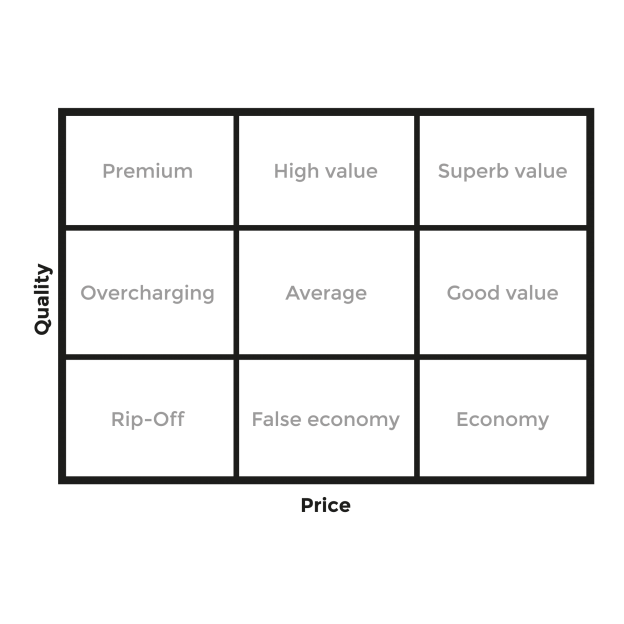 Premium
High value
Superb value
Overcharging
Average
Good value
Rip-Off
False economy
Economy
Quality
Price